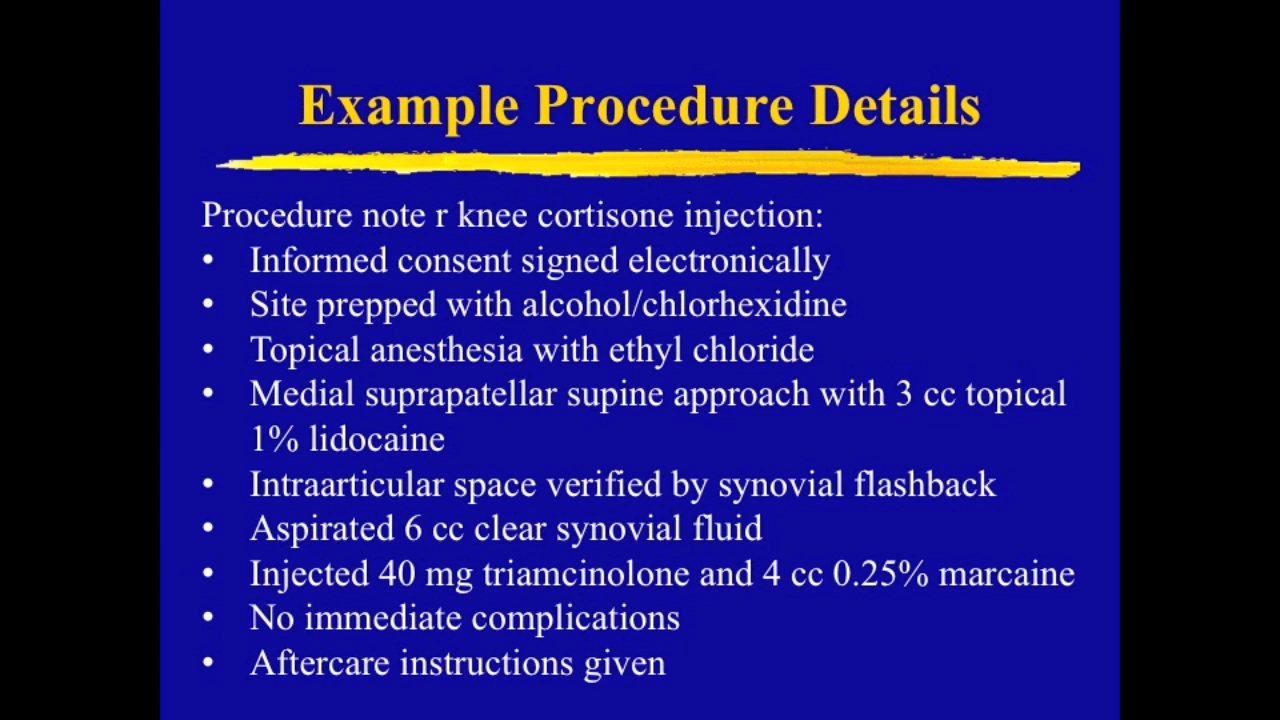 Example Procedure Details
Procedure note r knee cortisone injection:
• Informed consent signed electronically
• Site prepped with alcohol/chlorhexidine
• Topical anesthesia with ethyl chloride
• Medial suprapatellar supine approach with 3 cc topical
1% lidocaine
• Intraarticular space verified by synovial flashback
• Aspirated 6 cc clear synovial fluid
• Injected 40 mg triamcinolone and 4 cc 0.25% marcaine
• No immediate complications
• Aftercare instructions given